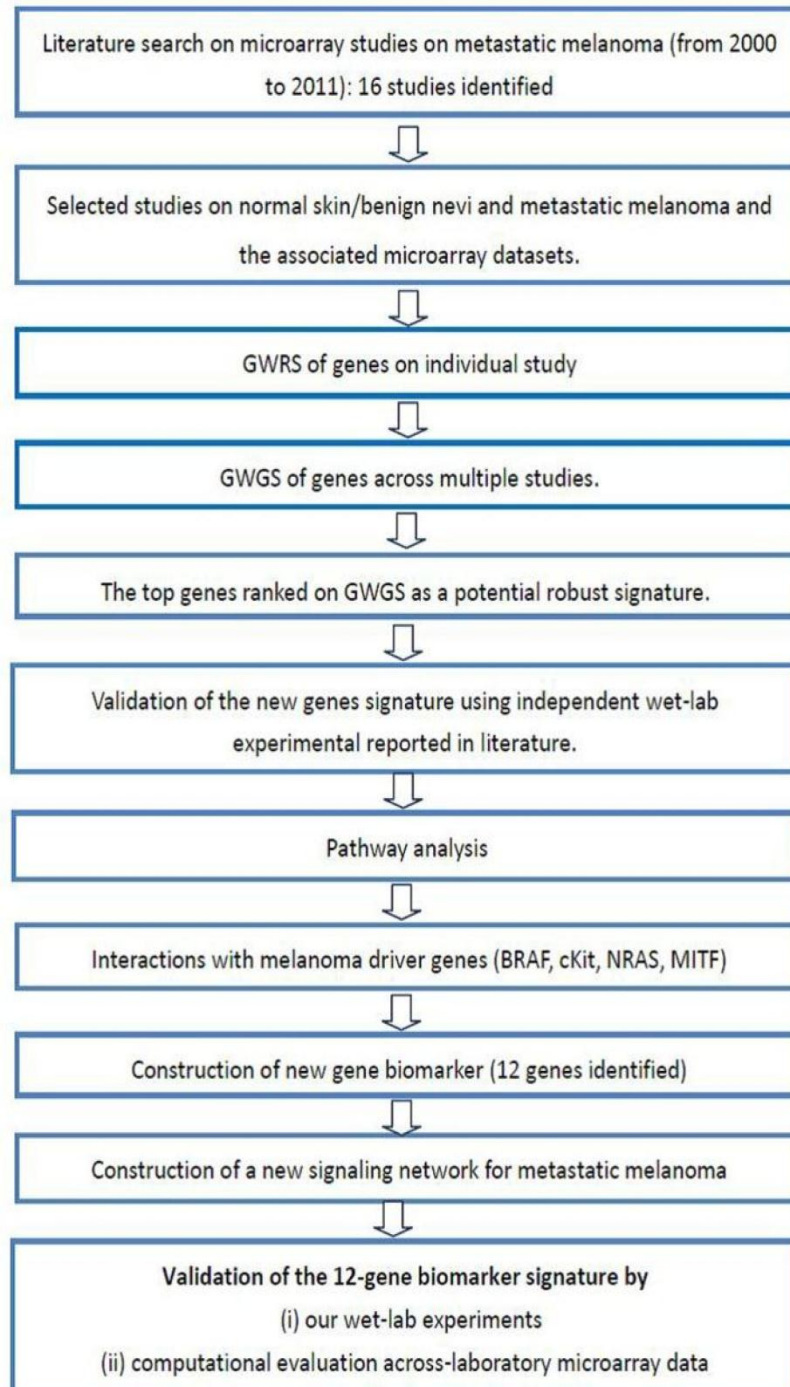 Literature search on microarray studies on metastatic melanoma (from 2000
to 2011): 16 studies identified
Selected studies on normal skin/benign nevi and metastatic melanoma and
the associated microarray datasets.
GWRS of genes on individual study
GWGS of genes across multiple studies.
The top genes ranked on GWGS as a potential robust signature.
Validation of the new genes signature using independent wet-lab
experimental reported in literature.
Pathway analysis
Interactions with melanoma driver genes (BRAF, cKit, NRAS, MITF)
Construction of new gene biomarker (12 genes identified)
Construction of a new signaling network for metastatic melanoma
Validation of the 12-gene biomarker signature by
(i) our wet-lab experiments
(ii) computational evaluation across-laboratory microarray data